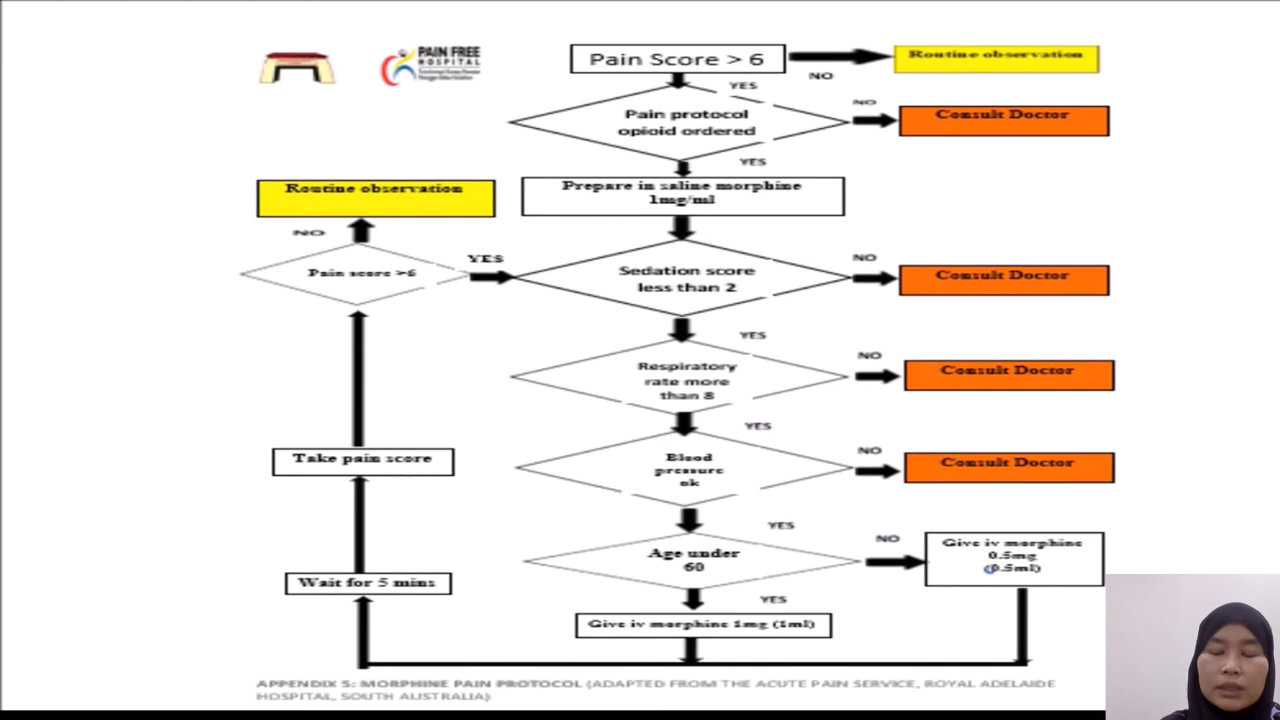 PAIN FREE
HOSPITAL
Pain Score > 6
NO
Routine observation
YES
Pain protocol
opioid ordered
NO
Consult Doctor
YES
Prepare in saline morphine
1mg/ml
Routine observation
NO
Pain score >6
YES
Sedation score
less than 2
NO
Consult Doctor
YES
Respiratory
rate more
than 8
NO
Consult Doctor
YES
Blood
pressure
ok
NO
Consult Doctor
YES
Take pain score
Age under
60
NO
Give iv morphine
0.5mg
(0.5ml)
Wait for 5 mins
YES
Give iv morphine 1mg (1ml)
APPENDIX 5: MORPHINE PAIN PROTOCOL (ADAPTED FROM THE ACUTE PAIN SERVICE, ROYAL ADELAIDE
HOSPITAL, SOUTH AUSTRALIA)